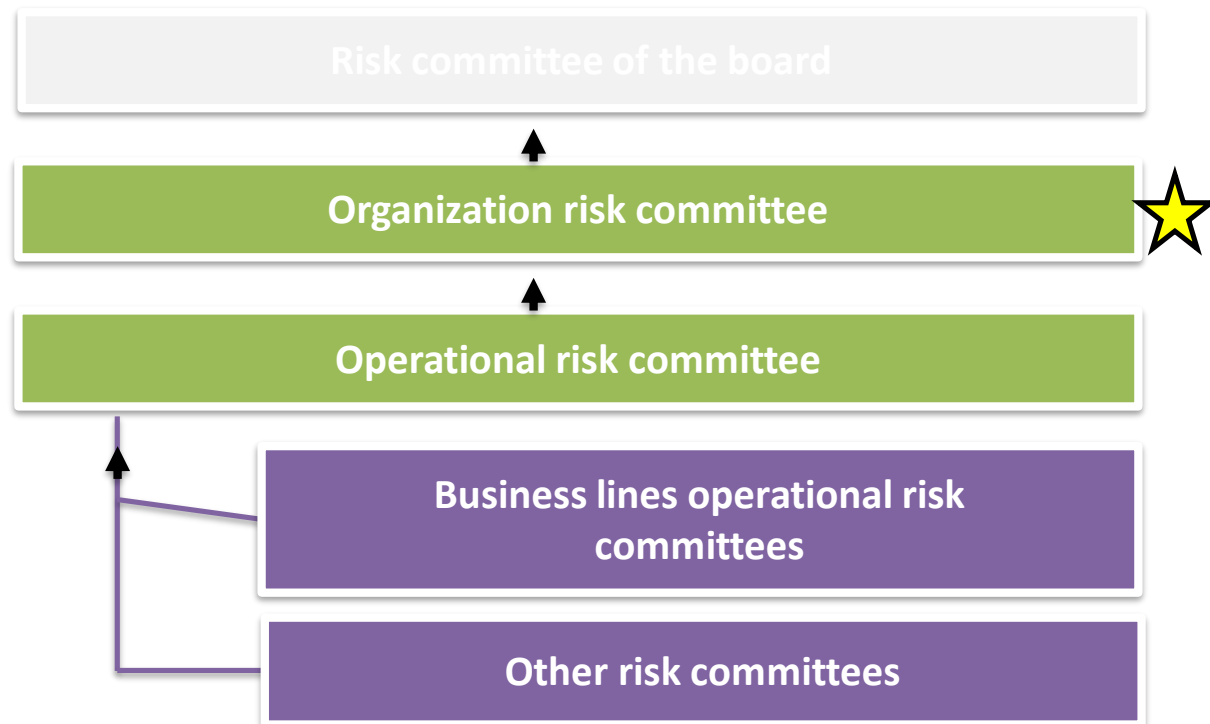 Risk committee of the board
Organization risk committee
Operational risk committee
Business lines operational risk
committees
Other risk committees